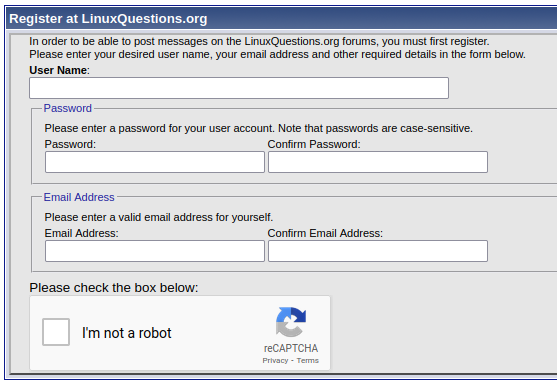 Register at LinuxQuestions.org
In order to be able to post messages on the LinuxQuestions.org forums, you must first register.
Please enter your desired user name, your email address and other required details in the form below.
User Name:
Password
Please enter a password for your user account. Note that passwords are case-sensitive.
Password: Confirm Password:
Email Address
Please enter a valid email address for yourself.
Email Address: Confirm Email Address:
Please check the box below:
I'm not a robot
reCAPTCHA
Privacy - Terms